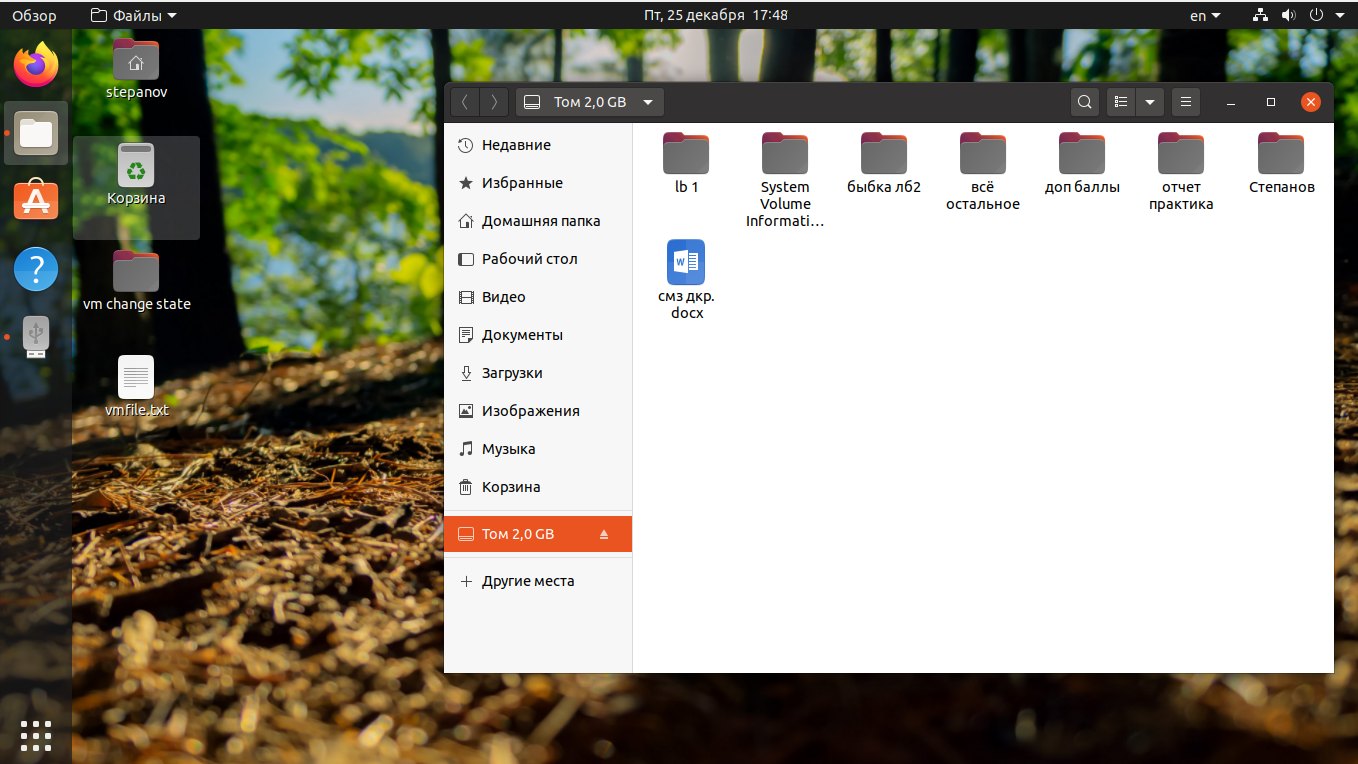 Обзор
Файлы
Пт, 25 декабря 17:48
en
stepanov
Корзина
vm change state
vmfile.txt
Том 2,0 GB
Недавние
Избранные
Домашняя папка
Рабочий стол
Видео
Документы
Загрузки
Изображения
Музыка
Корзина
Том 2,0 GB
Другие места
lb 1
System
Volume
Informati...
быбка лб2
всё
остальное
доп баллы
отчет
практика
Степанов
W
смз дкр.
docx